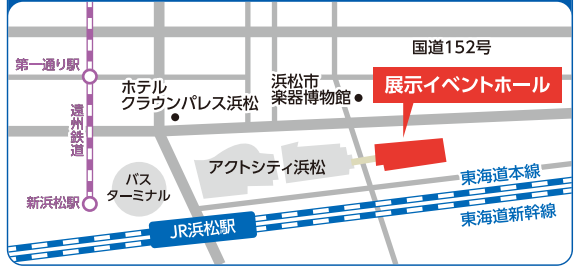 国道152号
第一通り駅
ホテル
クラウンパレス浜松
浜松市
楽器博物館
展示イベントホール
遠州鉄道
アクトシティ浜松
バス
ターミナル
新浜松駅
東海道本線
JR浜松駅
東海道新幹線